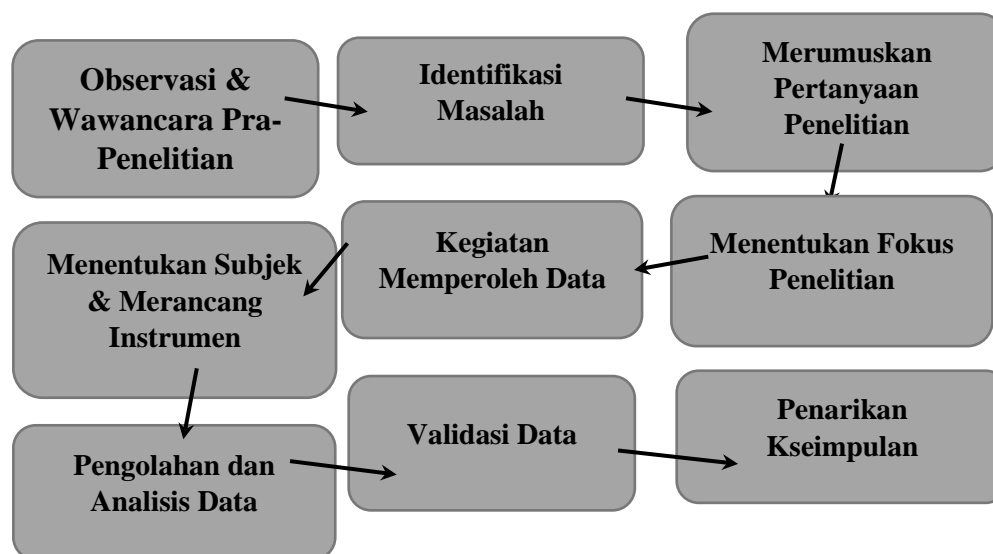 Observasi &
Wawancara Pra-
Penelitian
Identifikasi
Masalah
Merumuskan
Pertanyaan
Penelitian
Menentukan Fokus
Penelitian
Kegiatan
Memperoleh Data
Menentukan Subjek
& Merancang
Instrumen
Pengolahan dan
Analisis Data
Validasi Data
Penarikan
Kseimpulan